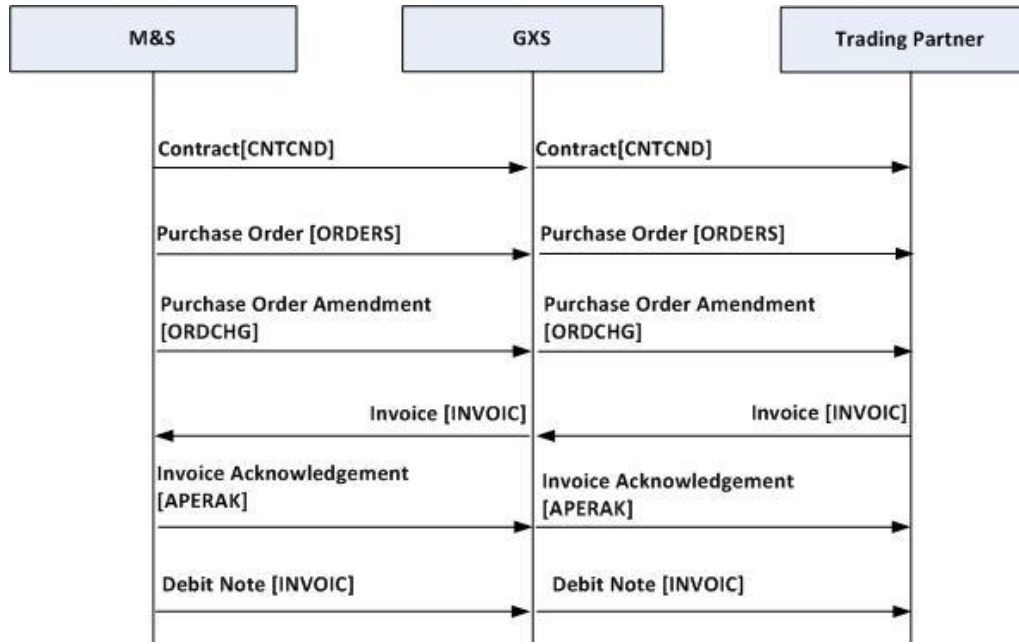 M&S
GXS
Trading Partner
Contract[CNTCND]
Contract[CNTCND]
Purchase Order [ORDERS]
Purchase Order [ORDERS]
Purchase Order Amendment
[ORDCHG]
Purchase Order Amendment
[ORDCHG]
Invoice [INVOIC]
Invoice [INVOIC]
Invoice Acknowledgement
[APERAK]
Invoice Acknowledgement
[APERAK]
Debit Note [INVOIC]
Debit Note [INVOIC]